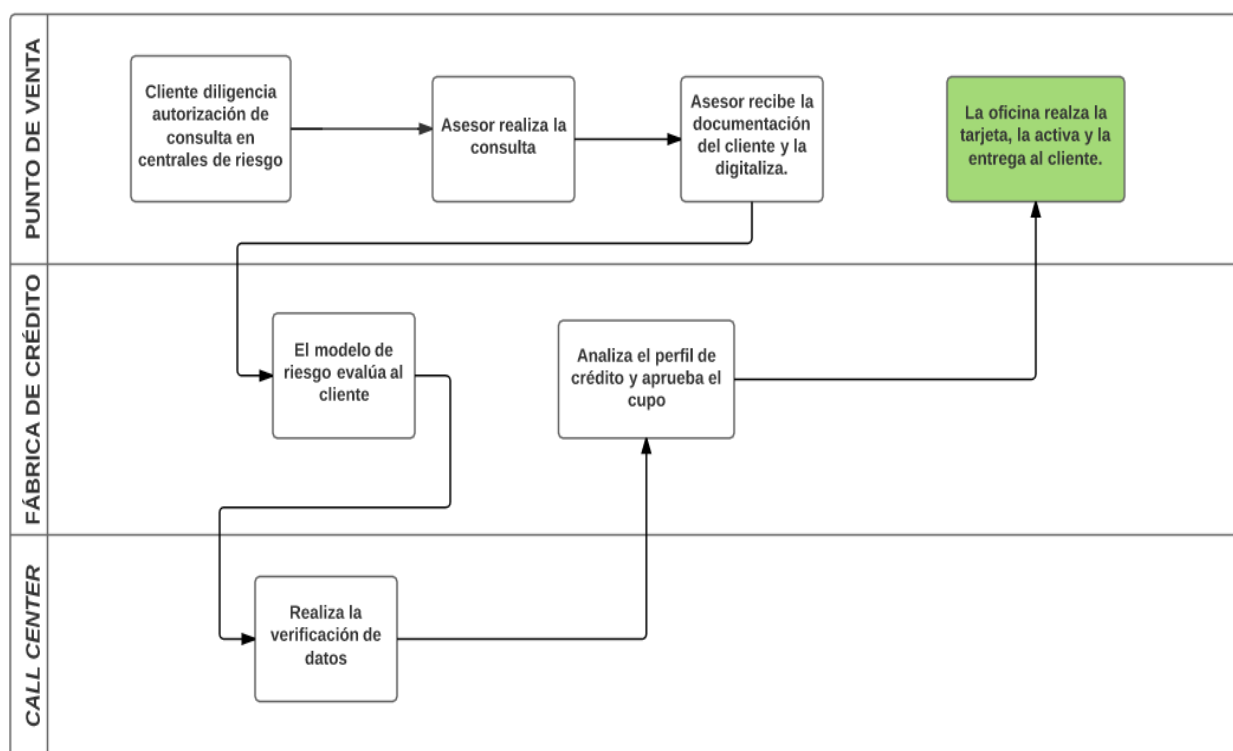 PUNTO DE VENTA
Cliente diligencia
autorización de
consulta en
centrales de riesgo
Asesor realiza la
consulta
Asesor recibe la
documentación
del cliente y la
digitaliza.
La oficina realza la
tarjeta, la activa y la
entrega al cliente.
FÁBRICA DE CRÉDITO
El modelo de
riesgo evalúa al
cliente
Analiza el perfil de
crédito y aprueba el
cupo
CALL CENTER
Realiza la
verificación de
datos